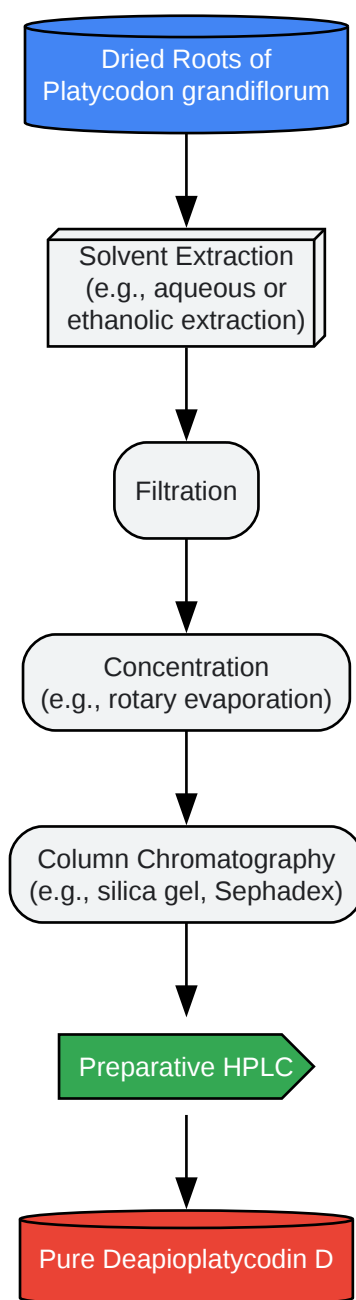 Dried Roots of
Platycodon grandiflorum
Solvent Extraction
(e.g., aqueous or
ethanolic extraction)
Filtration
Concentration
(e.g., rotary evaporation)
Column Chromatography
(e.g., silica gel, Sephadex)
Preparative HPLC
Pure Deapioplatycodin D